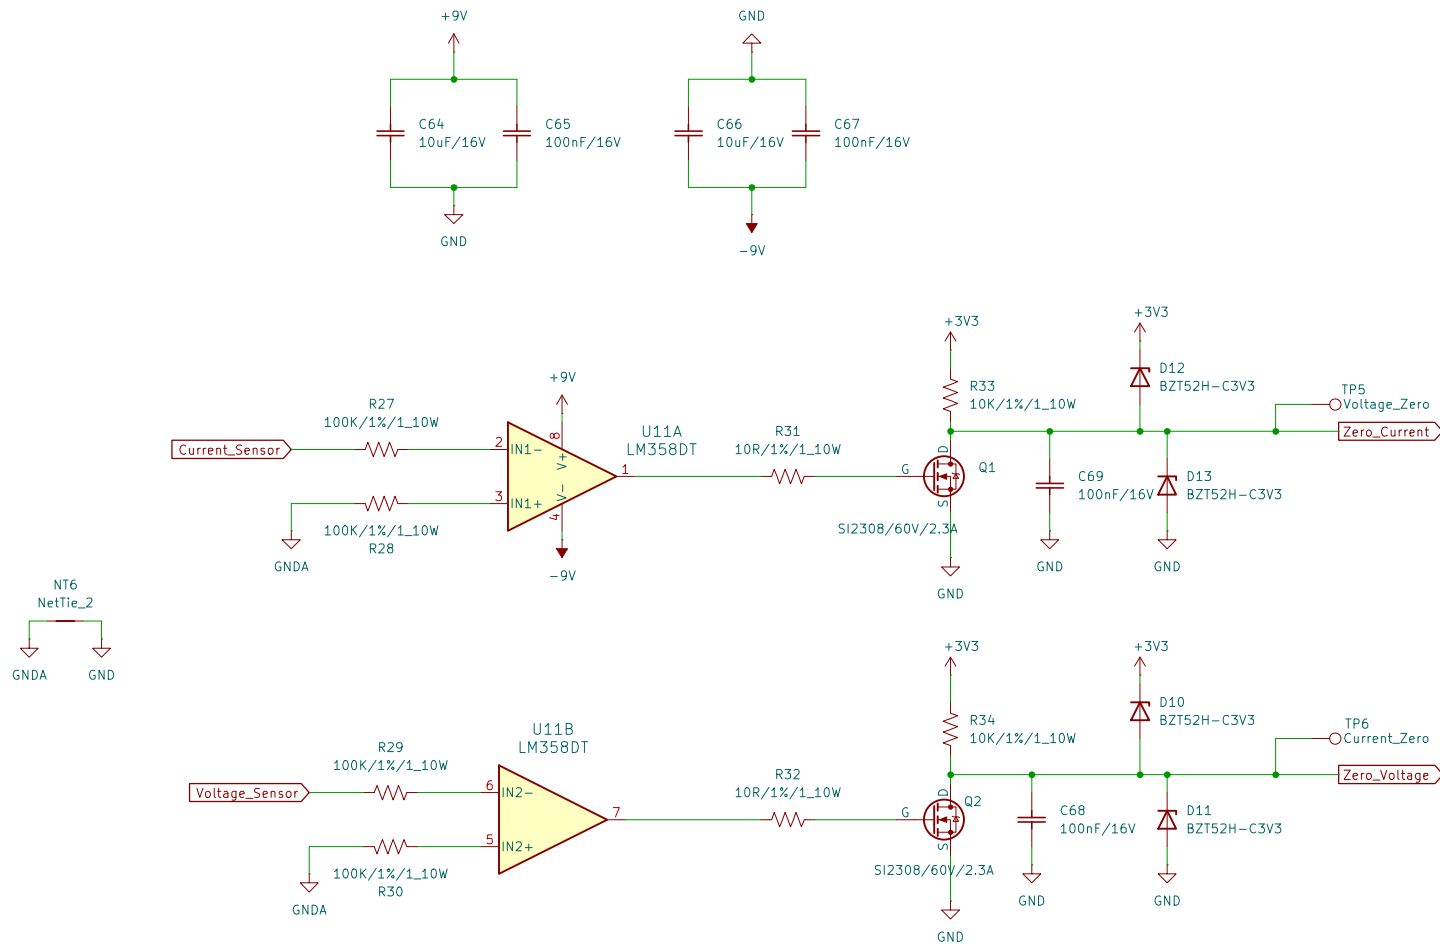 +9V
C64
10uF/16V
C65
100nF/16V
GND
GND
C66
10uF/16V
C67
100nF/16V
-9V
Current_Sensor
R27
100K/1%/1_10W
100K/1%/1_10W
R28
GNDA
+9V
2
IN1-
3
IN1+
8
V+
V-
4
1
U11A
LM358DT
-9V
R31
10R/1%/1_10W
+3V3
R33
10K/1%/1_10W
G
D
S
Q1
SI2308/60V/2.3A
GND
C69
100nF/16V
GND
+3V3
D12
BZT52H-C3V3
D13
BZT52H-C3V3
GND
TP5
Voltage_Zero
Zero_Current
NT6
NetTie_2
GNDA
GND
Voltage_Sensor
R29
100K/1%/1_10W
100K/1%/1_10W
R30
GNDA
U11B
LM358DT
6
IN2-
5
IN2+
7
R32
10R/1%/1_10W
+3V3
R34
10K/1%/1_10W
G
D
S
Q2
SI2308/60V/2.3A
GND
C68
100nF/16V
GND
+3V3
D10
BZT52H-C3V3
D11
BZT52H-C3V3
GND
TP6
Current_Zero
Zero_Voltage